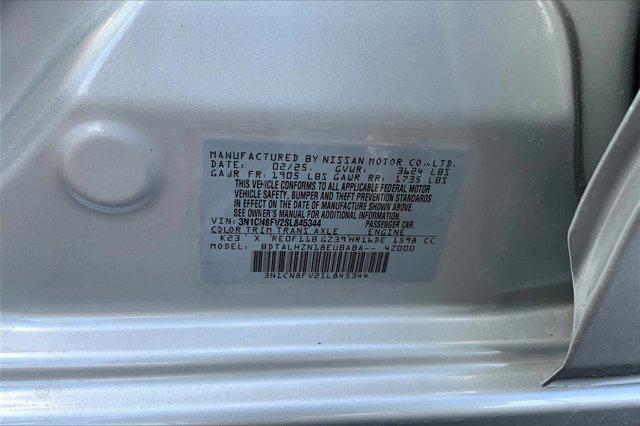 MANUFACTURED BY NISSAN MOTOR CO.,LTD.
DATE: 02/25. GVWR: 3624 LBS
GAWR FR: 1905 LBS GAWR RR: 1735 LBS
THIS VEHICLE CONFORMS TO ALL APPLICABLE FEDERAL MOTOR
VEHICLE SAFETY, BUMPER AND THEFT PREVENTION STANDARDS
IN EFFECT ON THE DATE OF MANUFACTURE SHOWN ABOVE.
SEE OWNER'S MANUAL FOR ADDITIONAL INFORMATION.
VIN: 3N1CN8FV2SL845344 PASSENGER CAR
COLOR TRIM TRANS AXLE ENGINE
K23 X RE0F11B GZ39 HR16DE 1598 CC
MODEL: BDTALHZN18EUBABA-- 4Z000
3N1CN8FV2SL845344